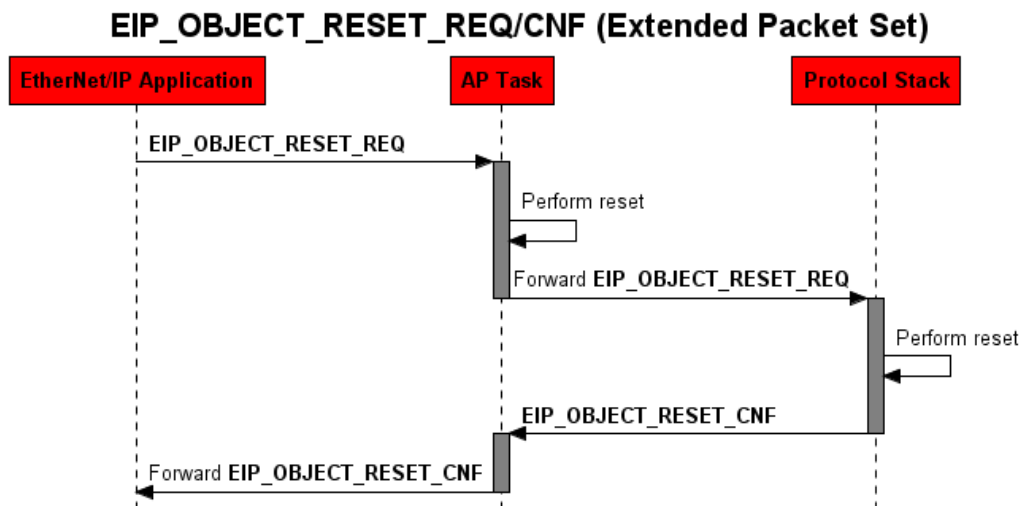 EIP_OBJECT_RESET_REQ/CNF (Extended Packet Set)
EtherNet/IP Application
AP Task
Protocol Stack
EIP_OBJECT_RESET_REQ
Perform reset
Forward EIP_OBJECT_RESET_REQ
Perform reset
EIP_OBJECT_RESET_CNF
Forward EIP_OBJECT_RESET_CNF